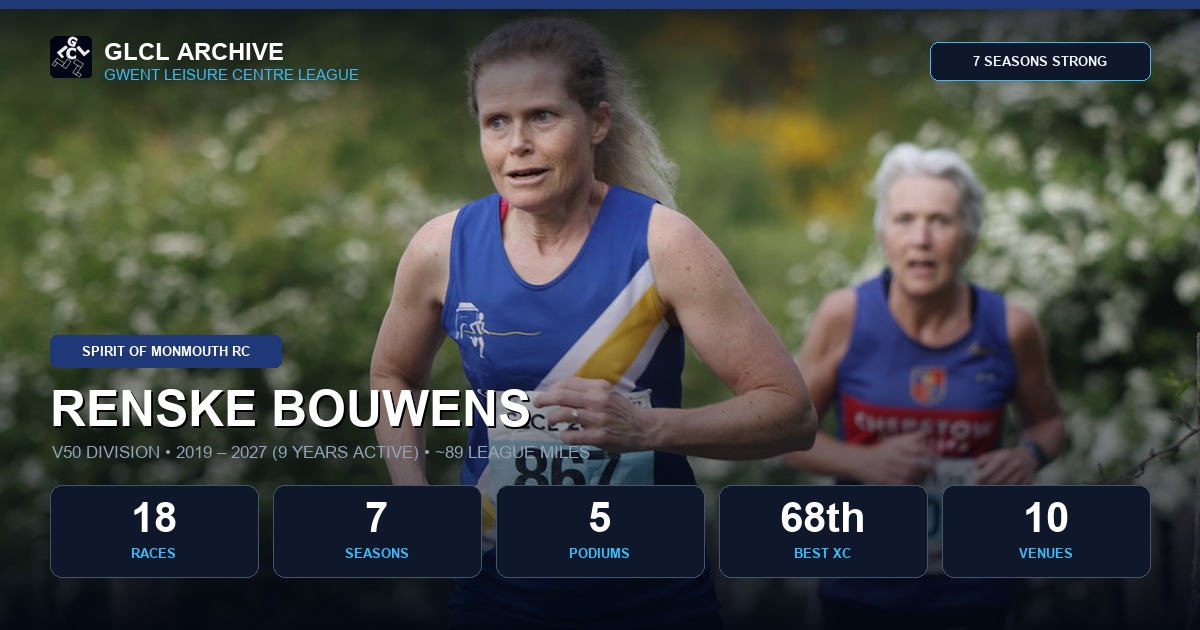 GLCL ARCHIVE
GWENT LEISURE CENTRE LEAGUE
7 SEASONS STRONG
SPIRIT OF MONMOUTH RC
RENSKE BOUWENS
V50 DIVISION • 2019 – 2027 (9 YEARS ACTIVE) • ~89 LEAGUE MILES
867
18
RACES
7
SEASONS
5
PODIUMS
68th
BEST XC
10
VENUES